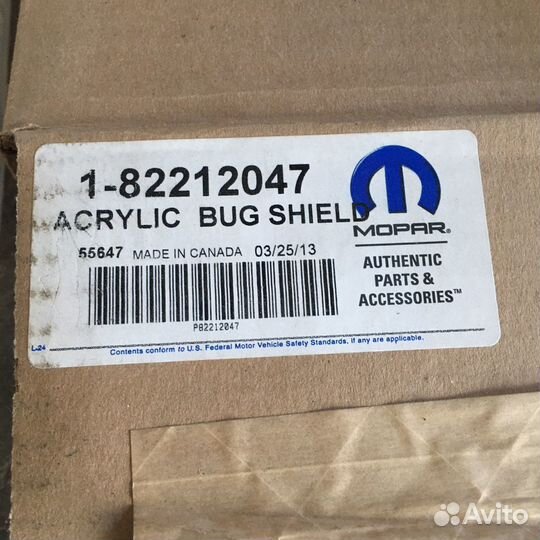 1-82212047
ACRYLIC BUG SHIELD
55647 MADE IN CANADA 03/25/13
P82212047
MOPAR®
AUTHENTIC
PARTS &
ACCESSORIES™
L-24
Contents conform to U.S. Federal Motor Vehicle Safety Standards, if any are applicable.
Avito